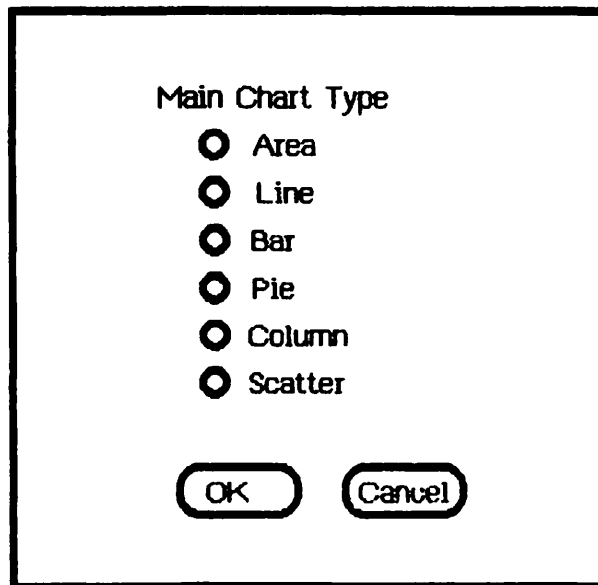 Main Chart Type
Area
Line
Bar
Pie
Column
Scatter
OK Cancel